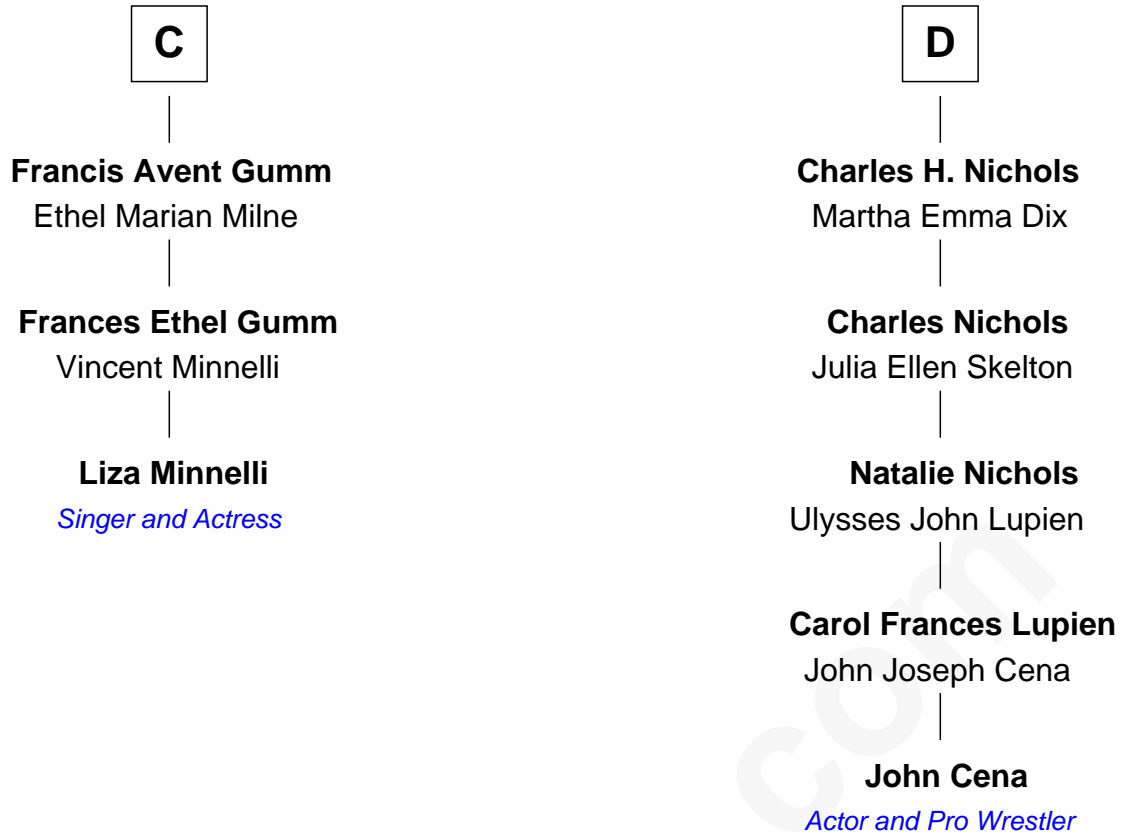 C
Francis Avent Gumm
Ethel Marian Milne
Frances Ethel Gumm
Vincent Minnelli
Liza Minnelli
Singer and Actress
D
Charles H. Nichols
Martha Emma Dix
Charles Nichols
Julia Ellen Skelton
Natalie Nichols
Ulysses John Lupien
Carol Frances Lupien
John Joseph Cena
John Cena
Actor and Pro Wrestler
com